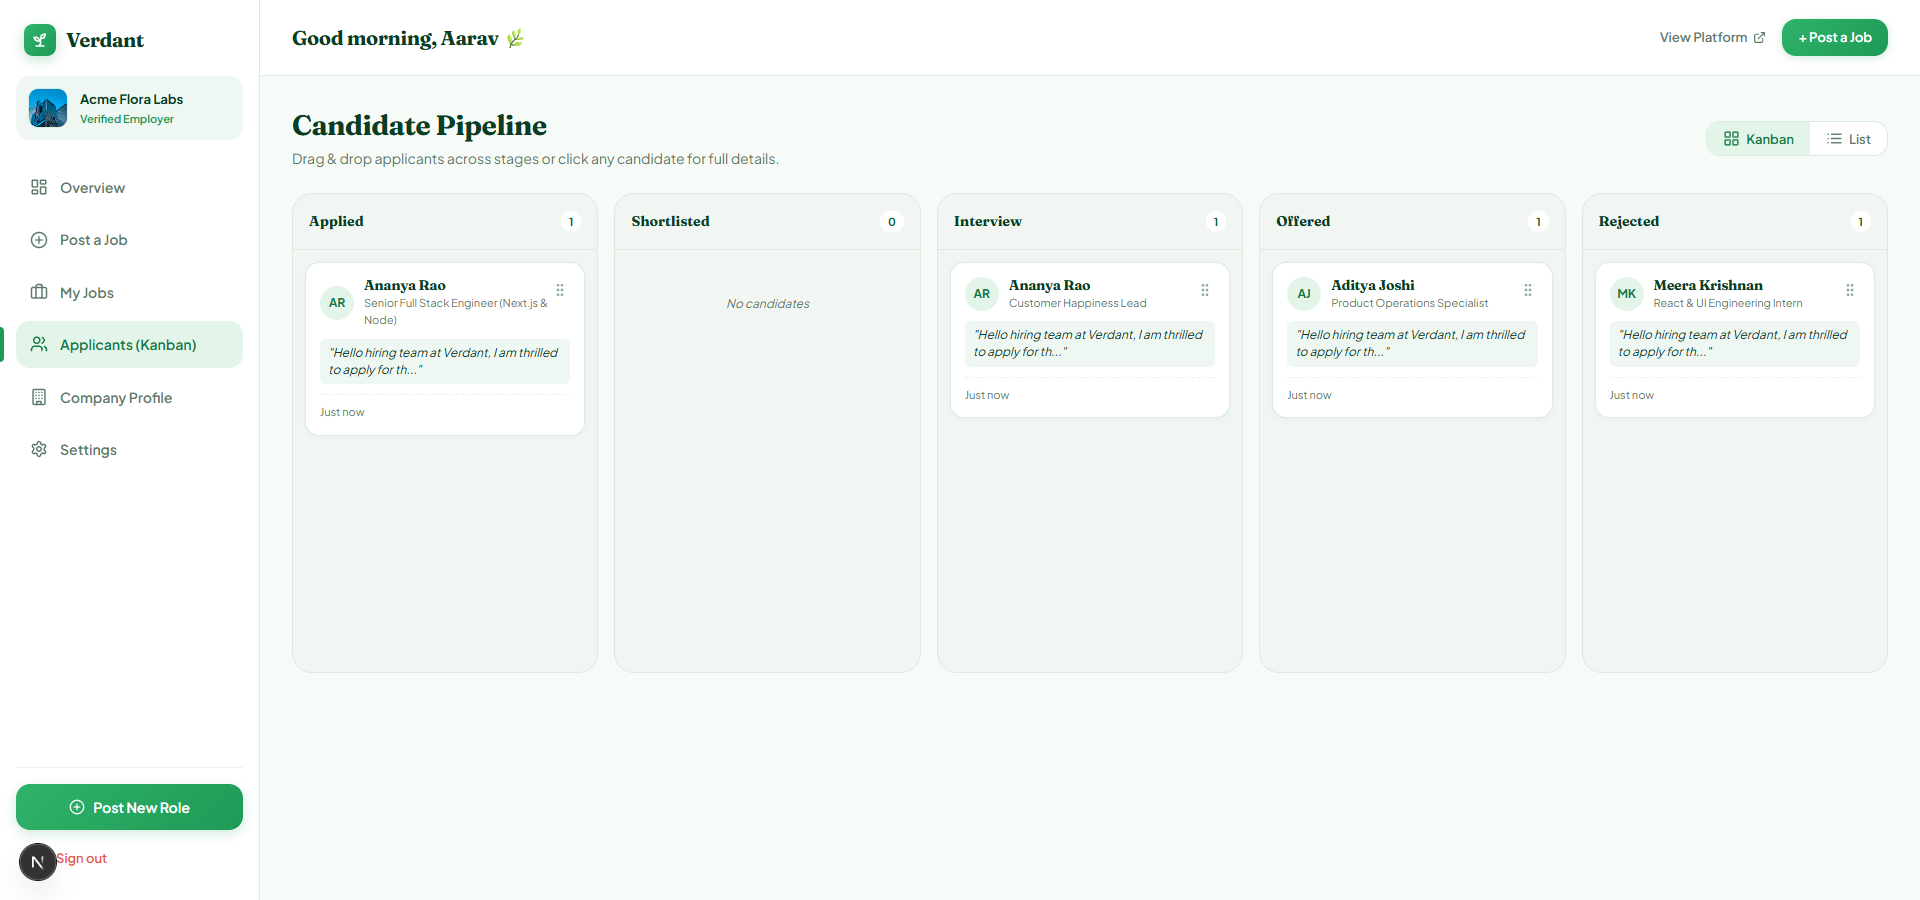 Verdant
Acme Flora Labs
Verified Employer
Overview
Post a Job
My Jobs
Applicants (Kanban)
Company Profile
Settings
Post New Role
N
Sign out
Good morning, Aarav
View Platform
+ Post a Job
Candidate Pipeline
Drag & drop applicants across stages or click any candidate for full details.
Kanban
List
Applied
1
AR
Ananya Rao
Senior Full Stack Engineer (Next.js &
Node)
"Hello hiring team at Verdant, I am thrilled
to apply for th..."
Just now
Shortlisted
0
No candidates
Interview
1
AR
Ananya Rao
Customer Happiness Lead
"Hello hiring team at Verdant, I am thrilled
to apply for th..."
Just now
Offered
1
AJ
Aditya Joshi
Product Operations Specialist
"Hello hiring team at Verdant, I am thrilled
to apply for th..."
Just now
Rejected
1
MK
Meera Krishnan
React & UI Engineering Intern
"Hello hiring team at Verdant, I am thrilled
to apply for th..."
Just now